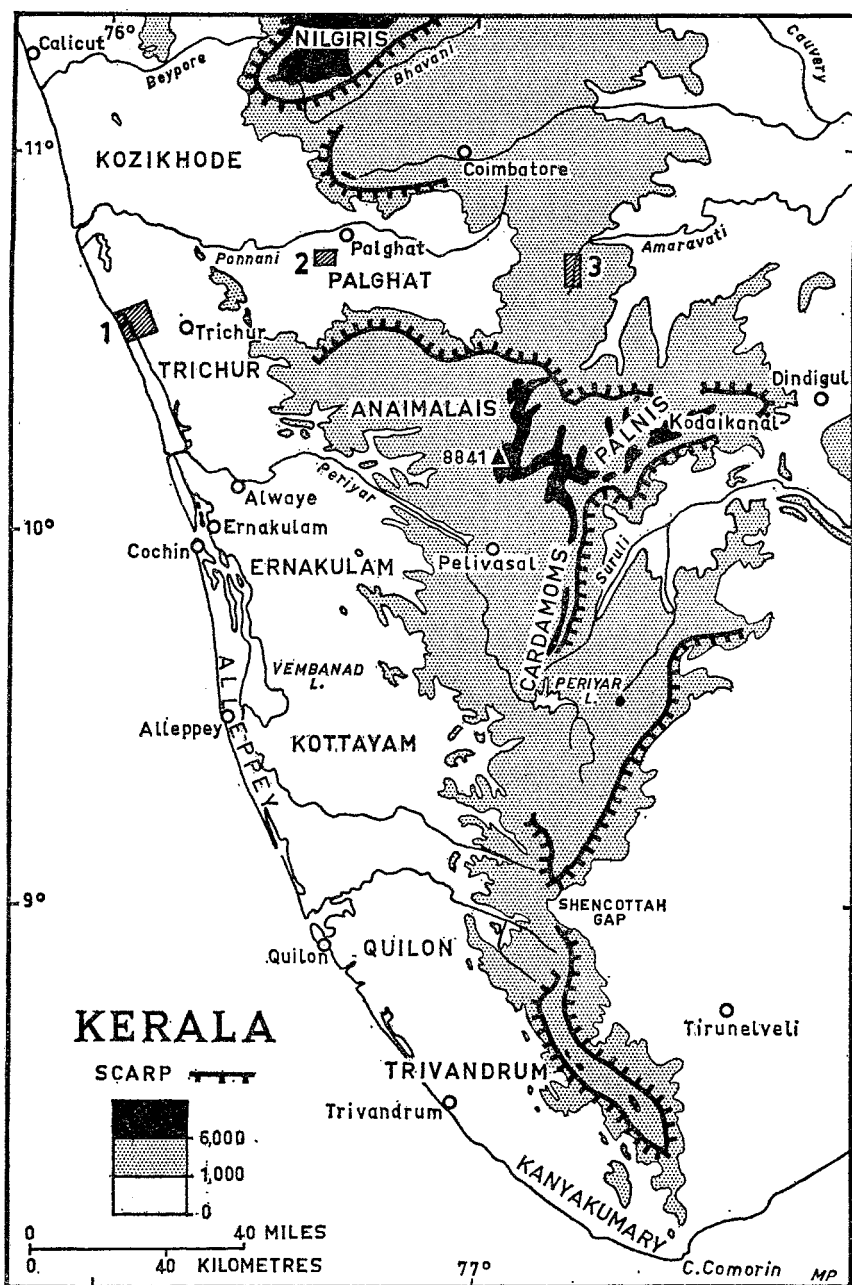 76°
NILGIRIS
Calicut
Cauvery
Beypore
Bhavani
11°
KOZIKHODE
Coimbatore
Palghat
Amaravati
Ponnani
2
3
PALGHAT
1
Trichur
TRICHUR
Dindigul
ANAIMALAIS
PALNIS
Kodaikanal
8841
Periyar
Alwaye
10°
Ernakulam
Cochin
ERNAKULAM
Pelivasal
Suruli
CARDAMOMS
VEMBANAD
L.
PERIYAR
L.
ALLEPPEY
Alleppey
KOTTAYAM
9°
SHENCOTTAH
GAP
QUILON
Quilon
KERALA
Tirunelveli
SCARP
TRIVANDRUM
Trivandrum
6,000
1,000
0
KANYAKUMARY
0 40 MILES
0. 40 KILOMETRES
77°
C.Comorin
MP